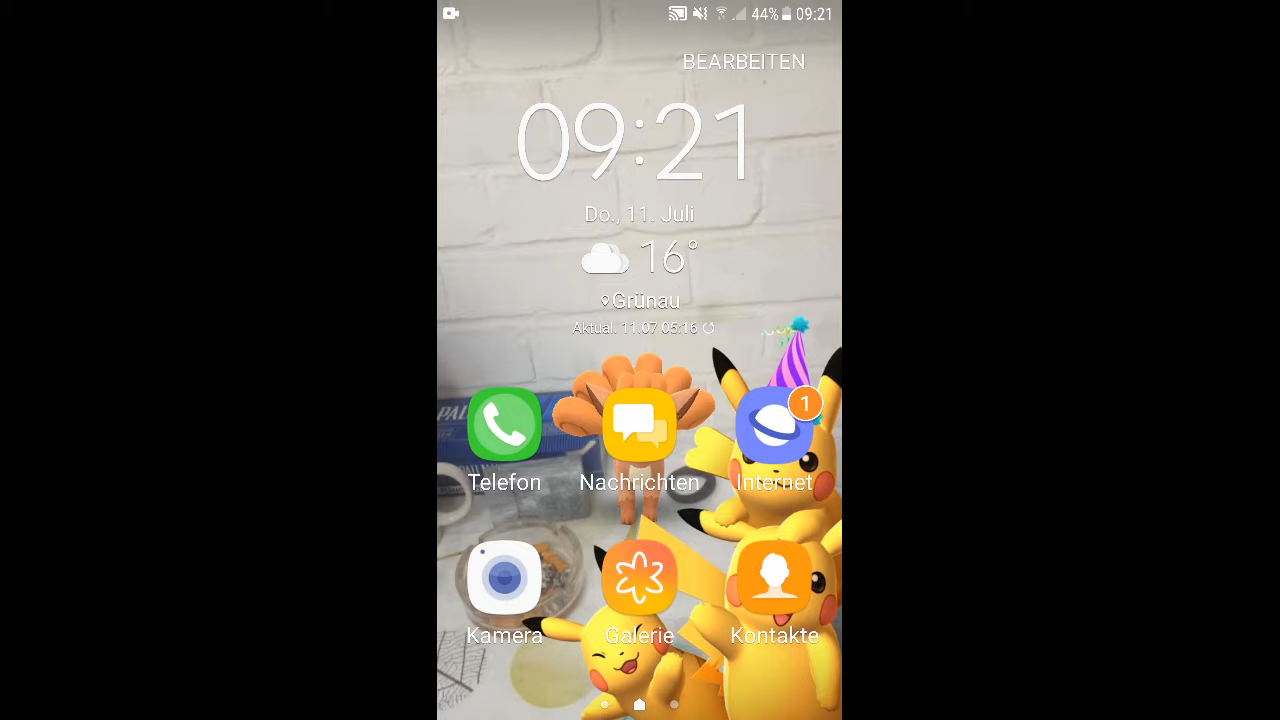 44% 09:21
BEARBEITEN
09:21
Do., 11. Juli
16°
Grünau
Aktual. 11.07 05:16
PAL
1
Telefon Nachrichten Internet
Kamera Galerie Kontakte